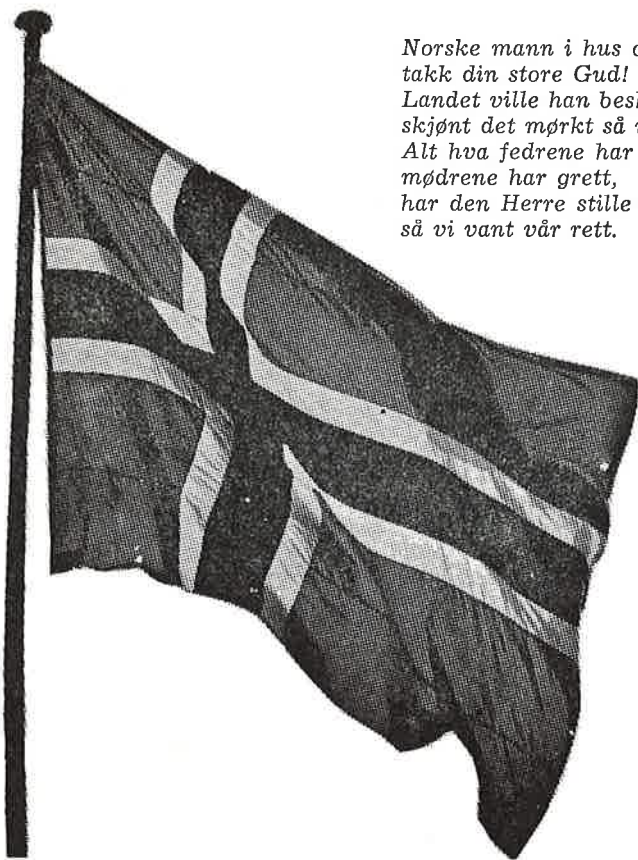 Norske mann i hus
takk din store Gud!
Landet ville han
skjønt det mørkt så
Alt hva fedrene har
mødrene har grett,
har den Herre stille
så vi vant vår rett.